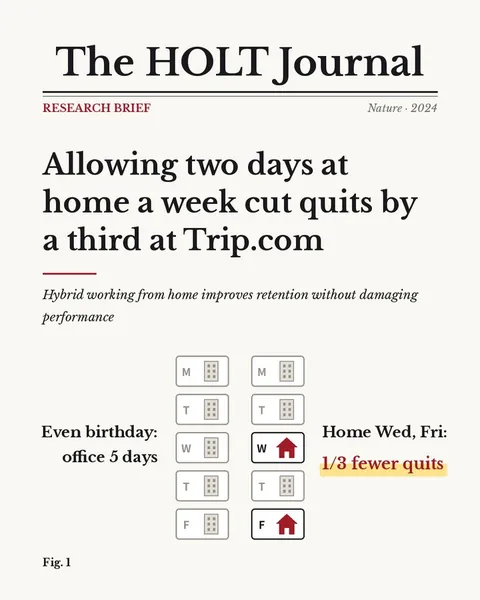 The HOLT Journal
RESEARCH BRIEF
Nature · 2024
Allowing two days at
home a week cut quits by
a third at Trip.com
Hybrid working from home improves retention without damaging
performance
M
M
T
T
Even birthday:
office 5 days
W
W
Home Wed, Fri:
1/3 fewer quits
T
T
F
F
Fig. 1